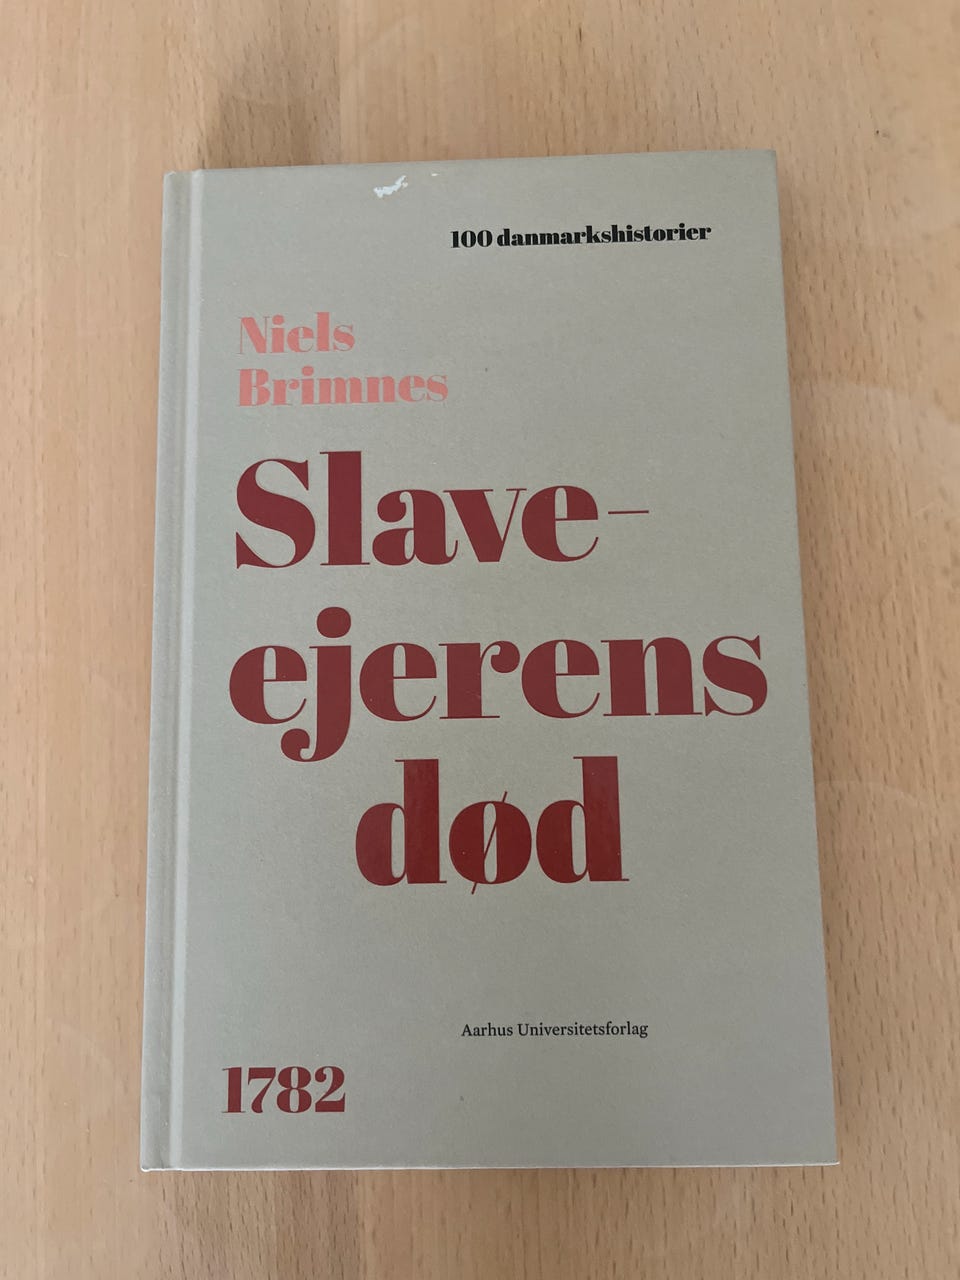 100 danmarkshistorier
Niels
Brimnes
Slave-
ejerens
død
Aarhus Universitetsforlag
1782